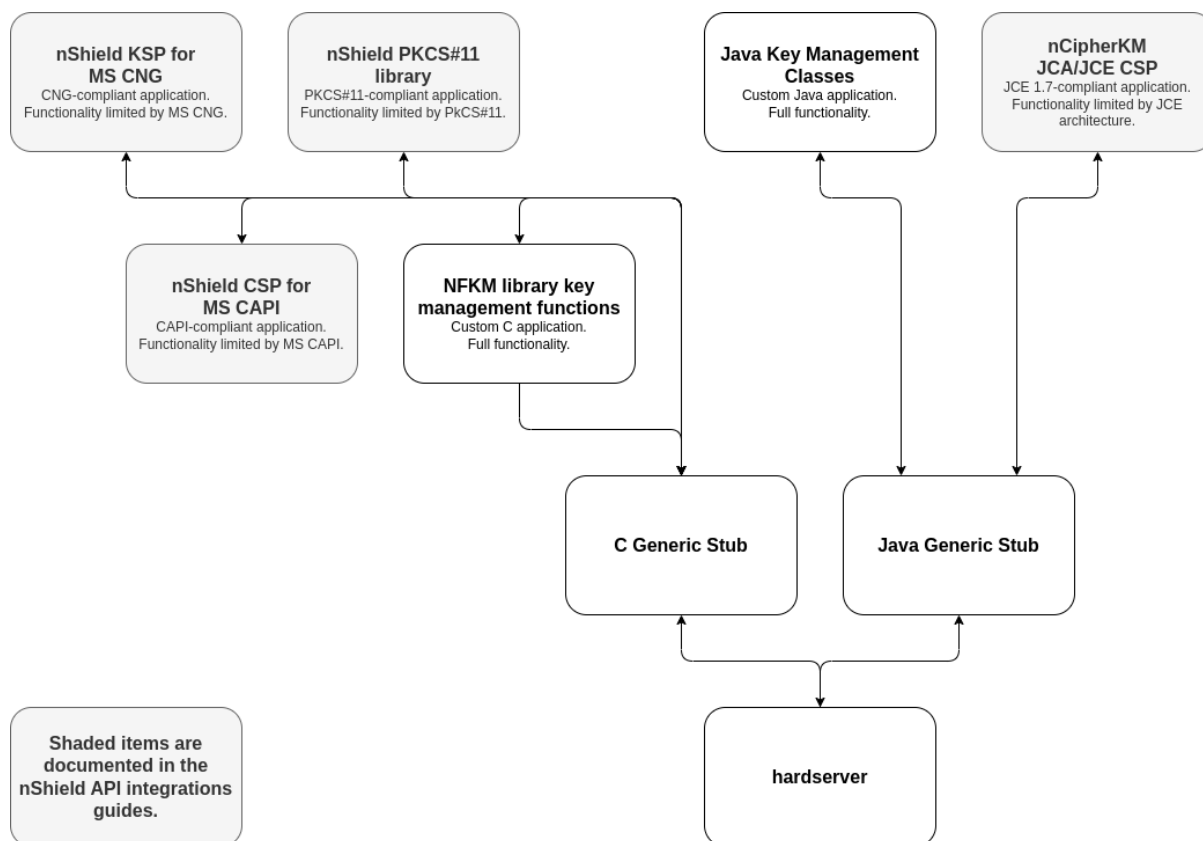 nShield KSP for
MS CNG
CNG-compliant application.
Functionality limited by MS CNG.
nShield PKCS#11
library
PKCS#11-compliant application.
Functionality limited by PkCS#11.
Java Key Management
Classes
Custom Java application.
Full functionality.
nCipherKM
JCA/JCE CSP
JCE 1.7-compliant application.
Functionality limited by JCE
architecture.
nShield CSP for
MS CAPI
CAPI-compliant application.
Functionality limited by MS CAPI.
NFKM library key
management functions
Custom C application.
Full functionality.
C Generic Stub
Java Generic Stub
Shaded items are
documented in the
nShield API integrations
guides.
hardserver